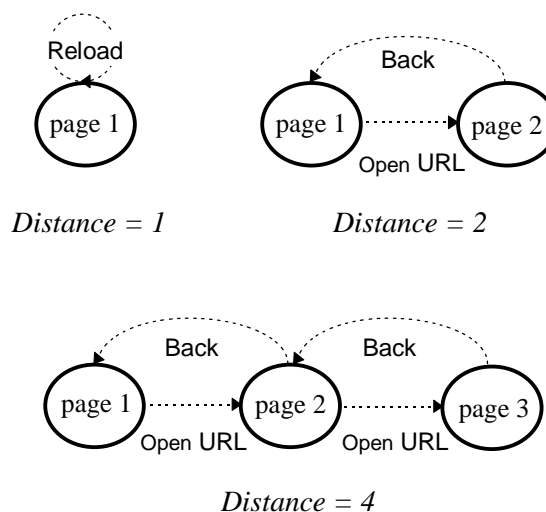 Reload
page 1
Back
page 1
page 2
Open URL
Distance = 1
Distance = 2
Back
Back
page 1
page 2
page 3
Open URL
Open URL
Distance = 4